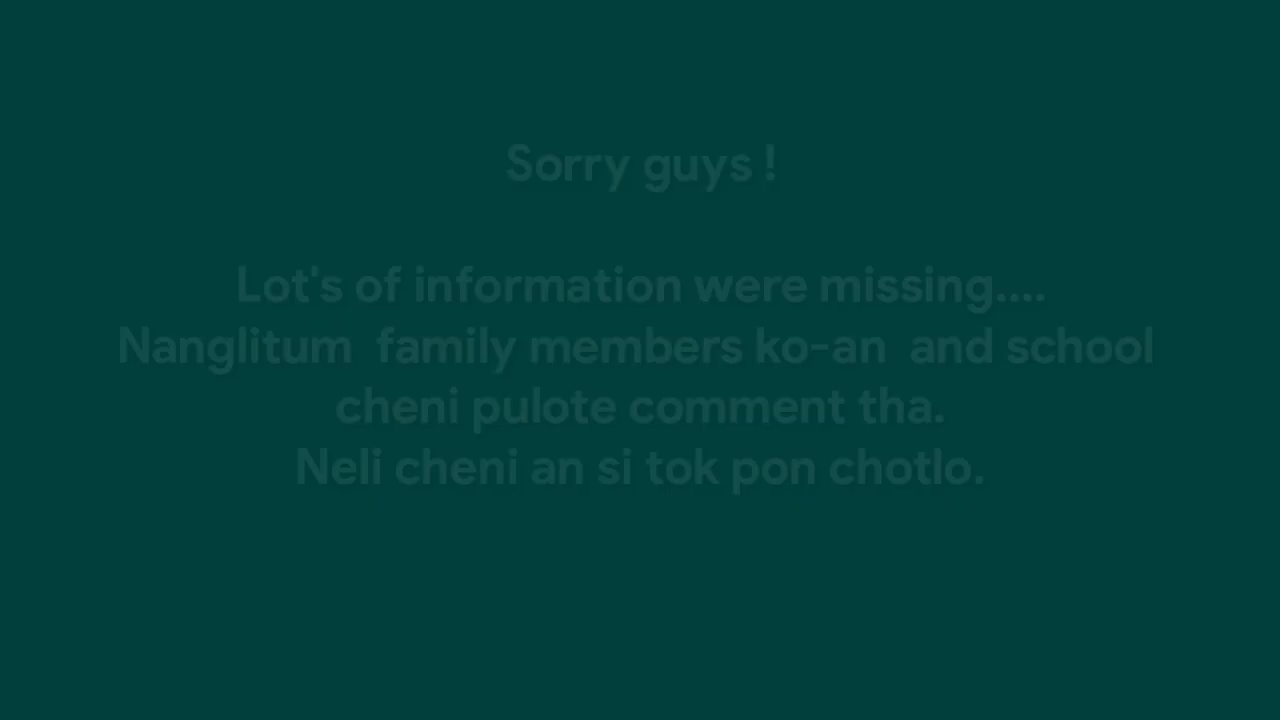 Sorry guys !
Lot's of information were missing....
Nanglitum family members ko-an and school
cheni pulote comment tha.
Neli cheni an si tok pon chotlo.